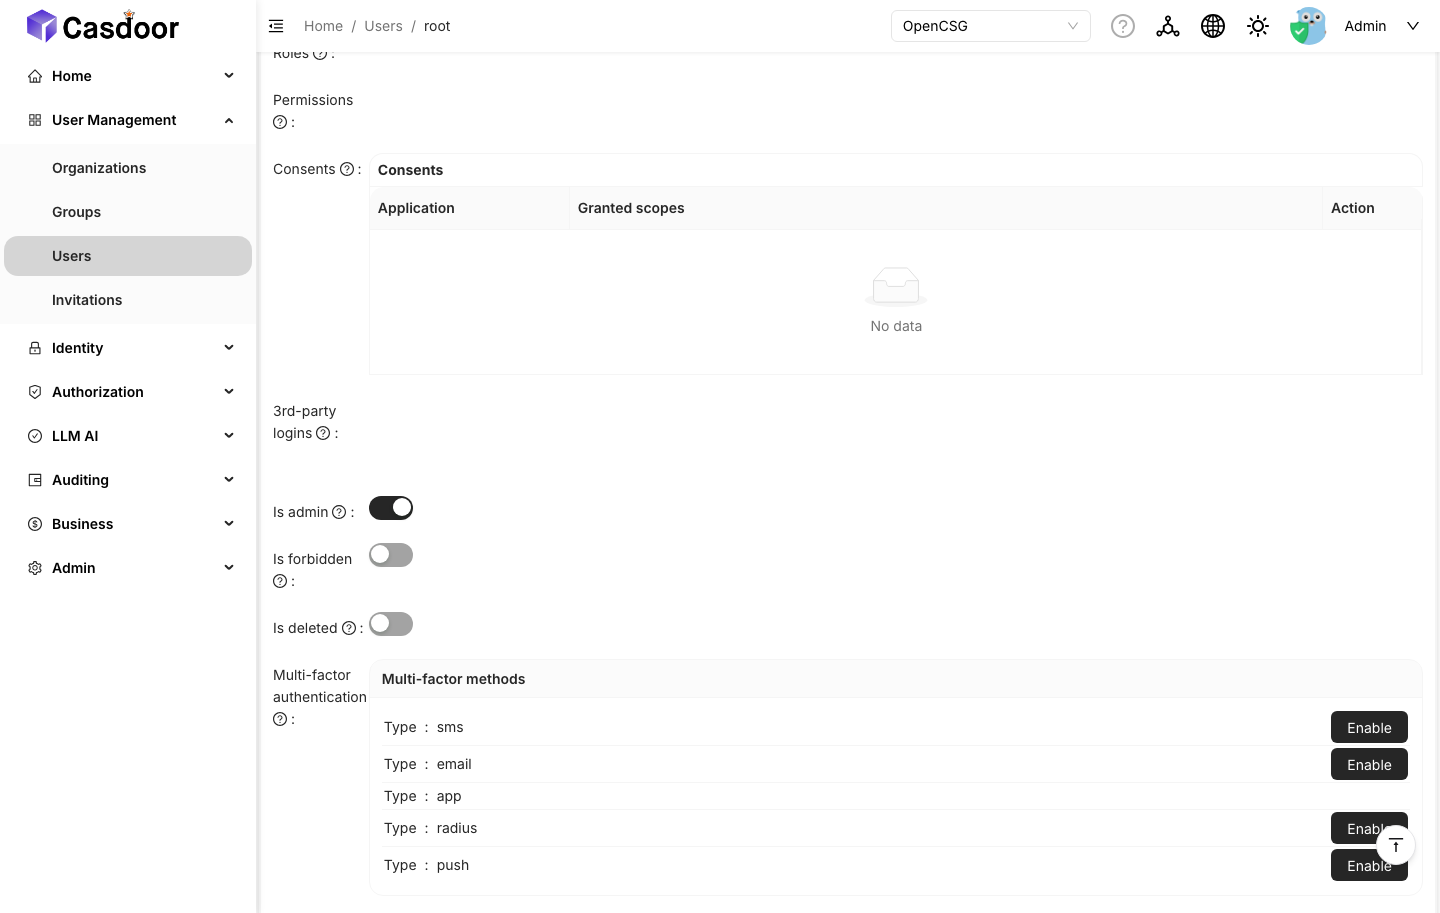 Casdoor
Home / Users / root
OpenCSG
Admin
Home
User Management
Organizations
Groups
Users
Invitations
Identity
Authorization
LLM AI
Auditing
Business
Admin
Roles ? :
Permissions
? :
Consents ? :
Consents
Application
Granted scopes
Action
No data
3rd-party
logins ? :
Is admin ? :
Is forbidden
? :
Is deleted ? :
Multi-factor
authentication
? :
Multi-factor methods
Type : sms
Enable
Type : email
Enable
Type : app
Type : radius
Enable
Type : push
Enable